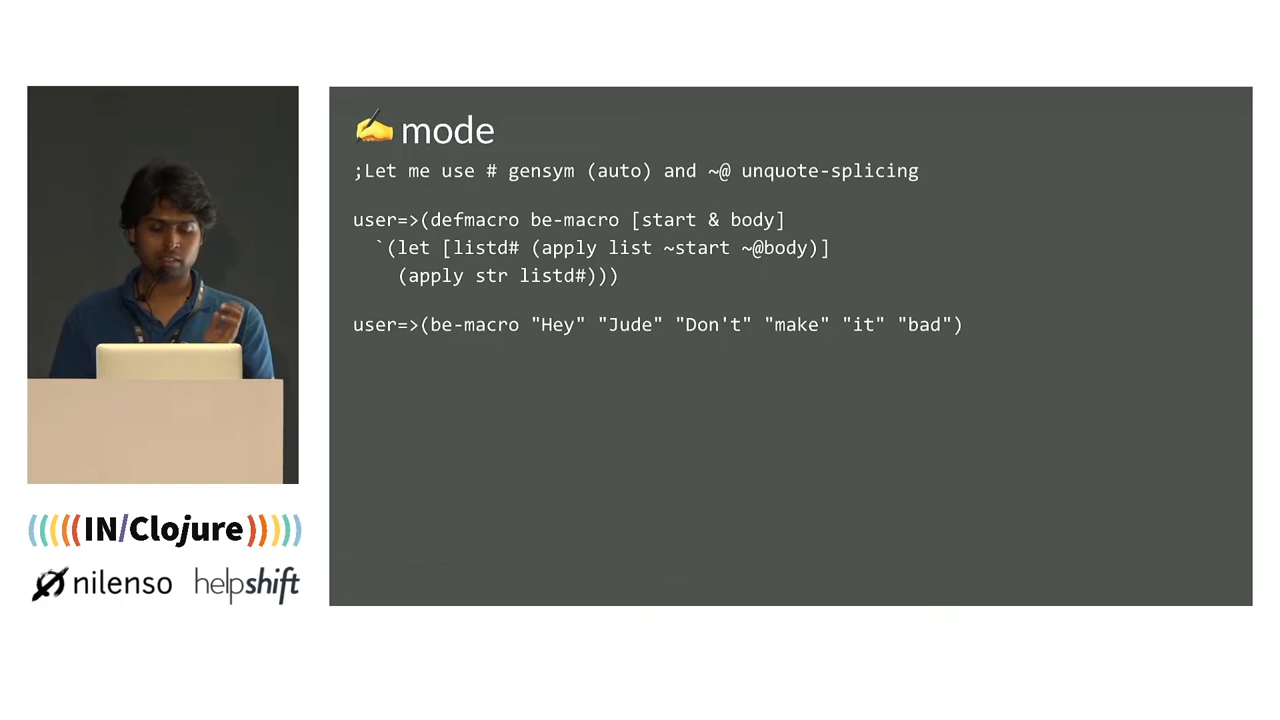 ✍mode
;Let me use # gensym (auto) and ~@ unquote-splicing
user=>(defmacro be-macro [start & body]
`(let [listd# (apply list ~start ~@body)]
(apply str listd#)))
user=>(be-macro "Hey" "Jude" "Don't" "make" "it" "bad")
(((((IN/Clojure)))))
nilenso helpshift